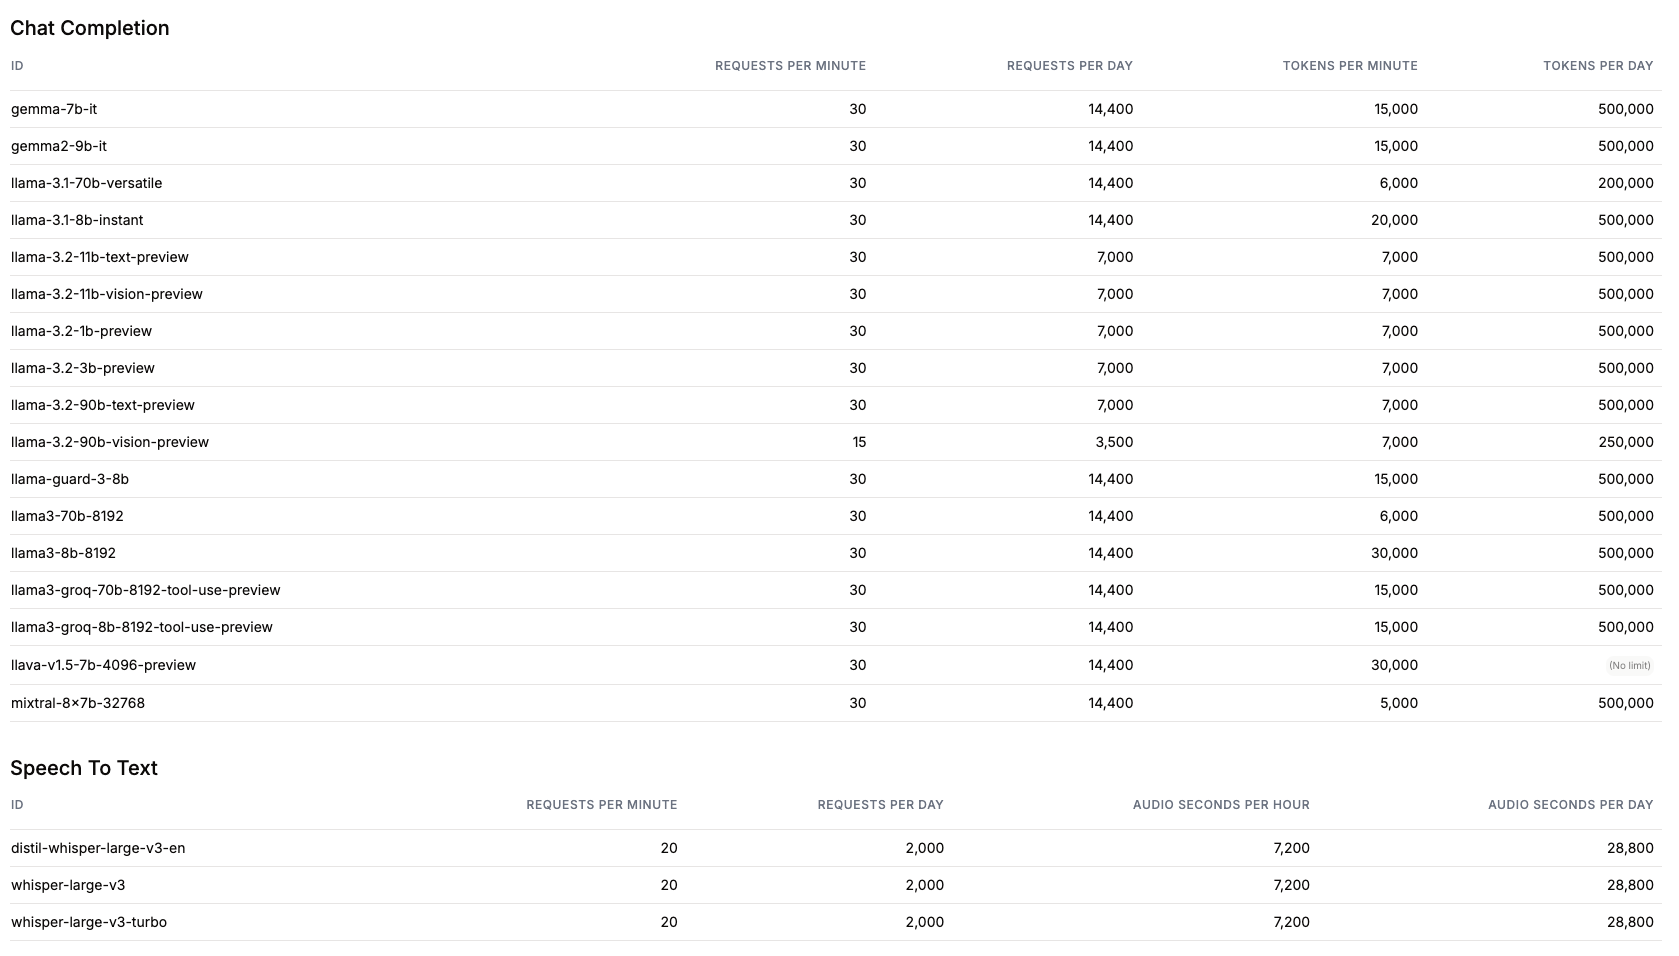 Chat Completion
ID REQUESTS PER MINUTE REQUESTS PER DAY TOKENS PER MINUTE TOKENS PER DAY
gemma-7b-it 30 14,400 15,000 500,000
gemma2-9b-it 30 14,400 15,000 500,000
llama-3.1-70b-versatile 30 14,400 6,000 200,000
llama-3.1-8b-instant 30 14,400 20,000 500,000
llama-3.2-11b-text-preview 30 7,000 7,000 500,000
llama-3.2-11b-vision-preview 30 7,000 7,000 500,000
llama-3.2-1b-preview 30 7,000 7,000 500,000
llama-3.2-3b-preview 30 7,000 7,000 500,000
llama-3.2-90b-text-preview 30 7,000 7,000 500,000
llama-3.2-90b-vision-preview 15 3,500 7,000 250,000
llama-guard-3-8b 30 14,400 15,000 500,000
llama3-70b-8192 30 14,400 6,000 500,000
llama3-8b-8192 30 14,400 30,000 500,000
llama3-groq-70b-8192-tool-use-preview 30 14,400 15,000 500,000
llama3-groq-8b-8192-tool-use-preview 30 14,400 15,000 500,000
llava-v1.5-7b-4096-preview 30 14,400 30,000 (No limit)
mixtral-8×7b-32768 30 14,400 5,000 500,000
Speech To Text
ID REQUESTS PER MINUTE REQUESTS PER DAY AUDIO SECONDS PER HOUR AUDIO SECONDS PER DAY
distil-whisper-large-v3-en 20 2,000 7,200 28,800
whisper-large-v3 20 2,000 7,200 28,800
whisper-large-v3-turbo 20 2,000 7,200 28,800